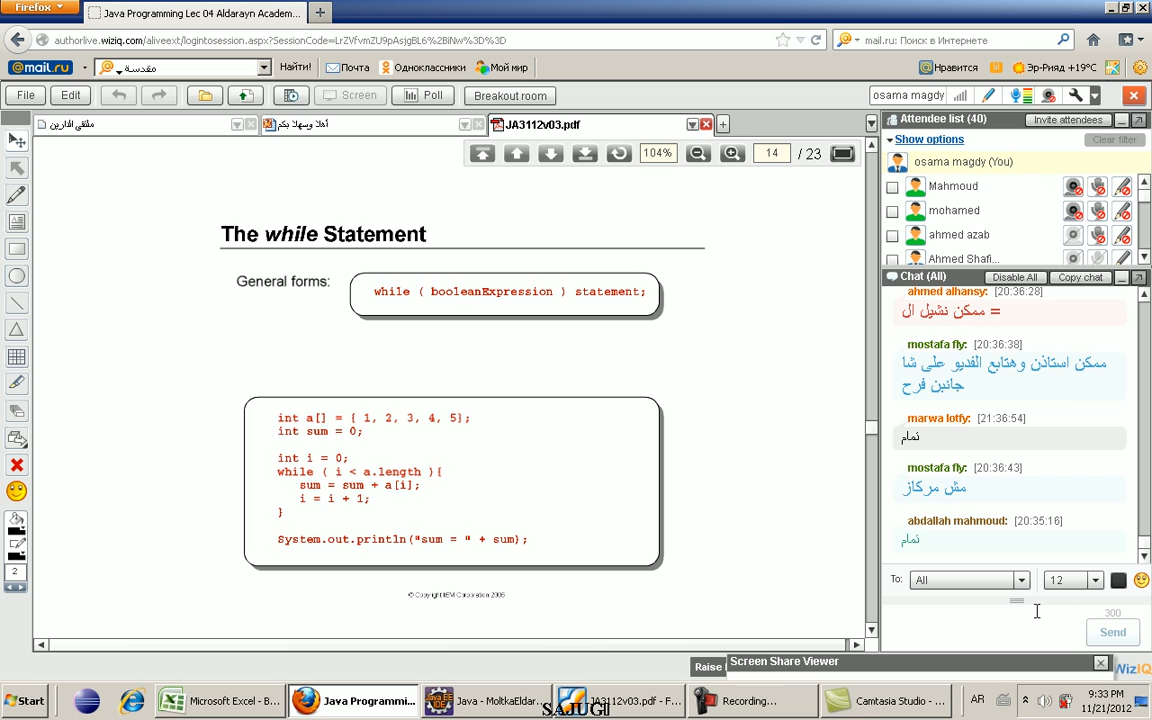 Firefox
Java Programming Lec 04 Aldarayn Academ...
authorlive.wiziq.com/aliveext/logintosession.aspx?SessionCode=LrZVfvmZU9pAsjgBL6%2BiNw%3D%3D
mail.ru: Поиск в Интернете
@mail.ru
مقدسة
Найти!
Почта
Одноклассники
Мой мир
Нравится
Эр-Рияд +19°C
File
Edit
Screen
Poll
Breakout room
osama magdy
ملتقى الدارين
أهلا وسهلا بكم
JA3112v03.pdf
104%
14 / 23
Attendee list (40)
Invite attendees
Show options
Clear filter
osama magdy (You)
Mahmoud
mohamed
ahmed azab
Ahmed Shafi...
The while Statement
General forms:
while ( booleanExpression ) statement;
int a[] = { 1, 2, 3, 4, 5};
int sum = 0;
int i = 0;
while ( i < a.length ){
sum = sum + a[i];
i = i + 1;
}
System.out.println("sum = " + sum);
© Copyright IBM Corporation 2006
Chat (All)
Disable All
Copy chat
ahmed alhansy: [20:36:28]
ممكن نشيل ال =
mostafa fly: [20:36:38]
ممكن استاذن وهتابع الفديو على شا
جانبن فرح
marwa lotfy: [21:36:54]
تمام
mostafa fly: [20:36:43]
مش مركاز
abdallah mahmoud: [20:35:16]
تمام
To:
All
12
300
Send
2
Raise
Screen Share Viewer
WizIQ
Start
Microsoft Excel - B...
Java Programmi...
Java - MoltkaEldar...
JA3112v03.pdf - F...
Recording...
Camtasia Studio - ...
AR
9:33 PM
11/21/2012